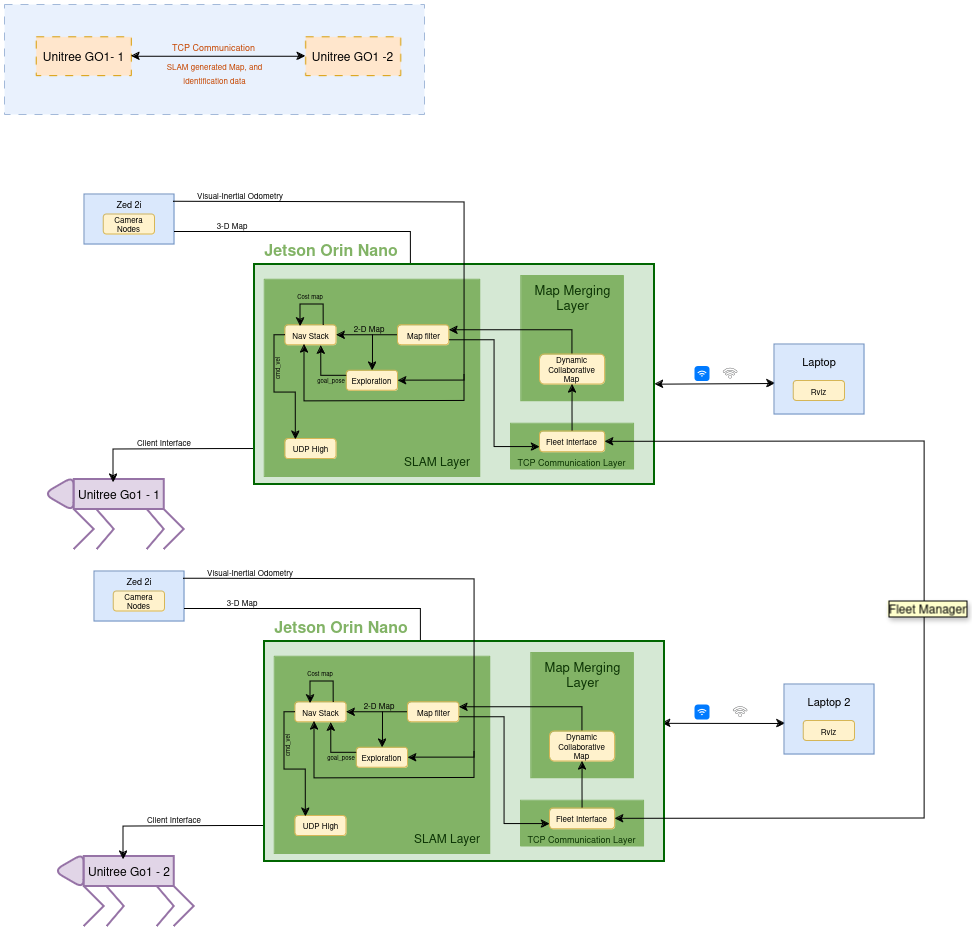 TCP Communication
Unitree GO1- 1
Unitree GO1 -2
SLAM generated Map, and
identification data
Visual-Inertial Odometry
Zed 2i
Camera
Nodes
3-D Map
Jetson Orin Nano
Map Merging
Layer
Cost map
2-D Map
Nav Stack
Map filter
Dynamic
Collaborative
Map
cmd_vel
goal_pose
Exploration
Laptop
Rviz
Fleet Interface
UDP High
SLAM Layer
TCP Communication Layer
Client Interface
Unitree Go1 - 1
Visual-Inertial Odometry
Zed 2i
Camera
Nodes
3-D Map
Fleet Manager
Jetson Orin Nano
Map Merging
Layer
Cost map
2-D Map
Nav Stack
Map filter
Dynamic
Collaborative
Map
cmd_vel
goal_pose
Exploration
Laptop 2
Rviz
Fleet Interface
UDP High
SLAM Layer
TCP Communication Layer
Client Interface
Unitree Go1 - 2